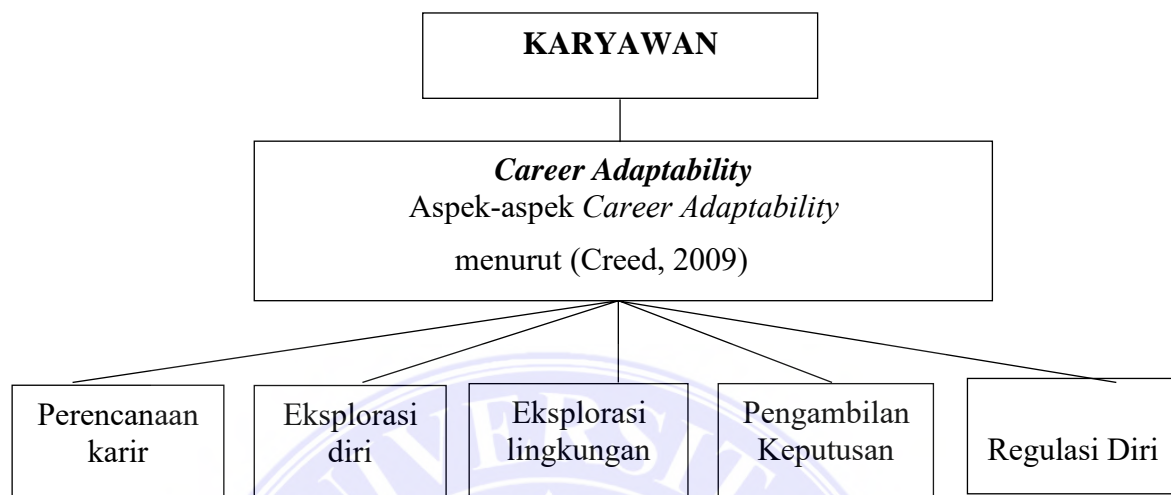 KARYAWAN
Career Adaptability
Aspek-aspek Career Adaptability
menurut (Creed, 2009)
Perencanaan
karir
Eksplorasi
diri
Eksplorasi
lingkungan
Pengambilan
Keputusan
Regulasi Diri